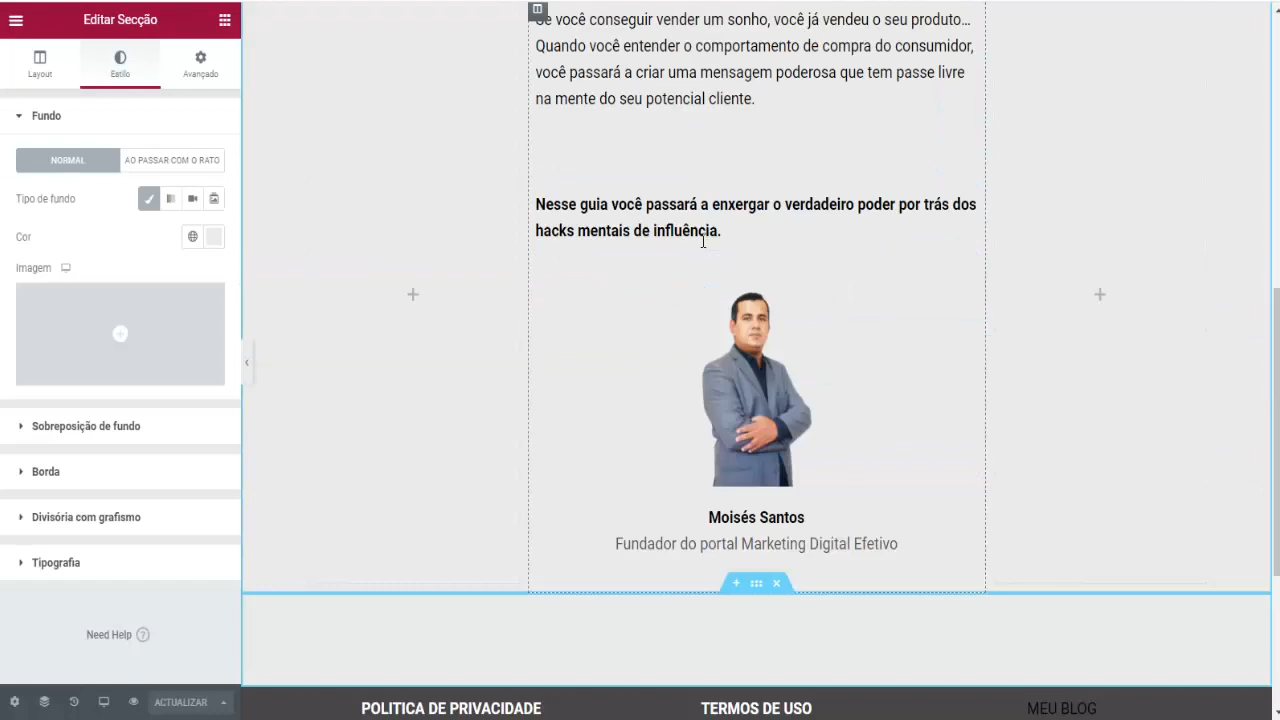 Editar Secção
Layout
Estilo
Avançado
Fundo
NORMAL
AO PASSAR COM O RATO
Tipo de fundo
Cor
Imagem
Sobreposição de fundo
Borda
Divisória com grafismo
Tipografia
Need Help ?
ACTUALIZAR
Se você conseguir vender um sonho, você já vendeu o seu produto…
Quando você entender o comportamento de compra do consumidor,
você passará a criar uma mensagem poderosa que tem passe livre
na mente do seu potencial cliente.
Nesse guia você passará a enxergar o verdadeiro poder por trás dos
hacks mentais de influência.
Moisés Santos
Fundador do portal Marketing Digital Efetivo
POLITICA DE PRIVACIDADE
TERMOS DE USO
MEU BLOG